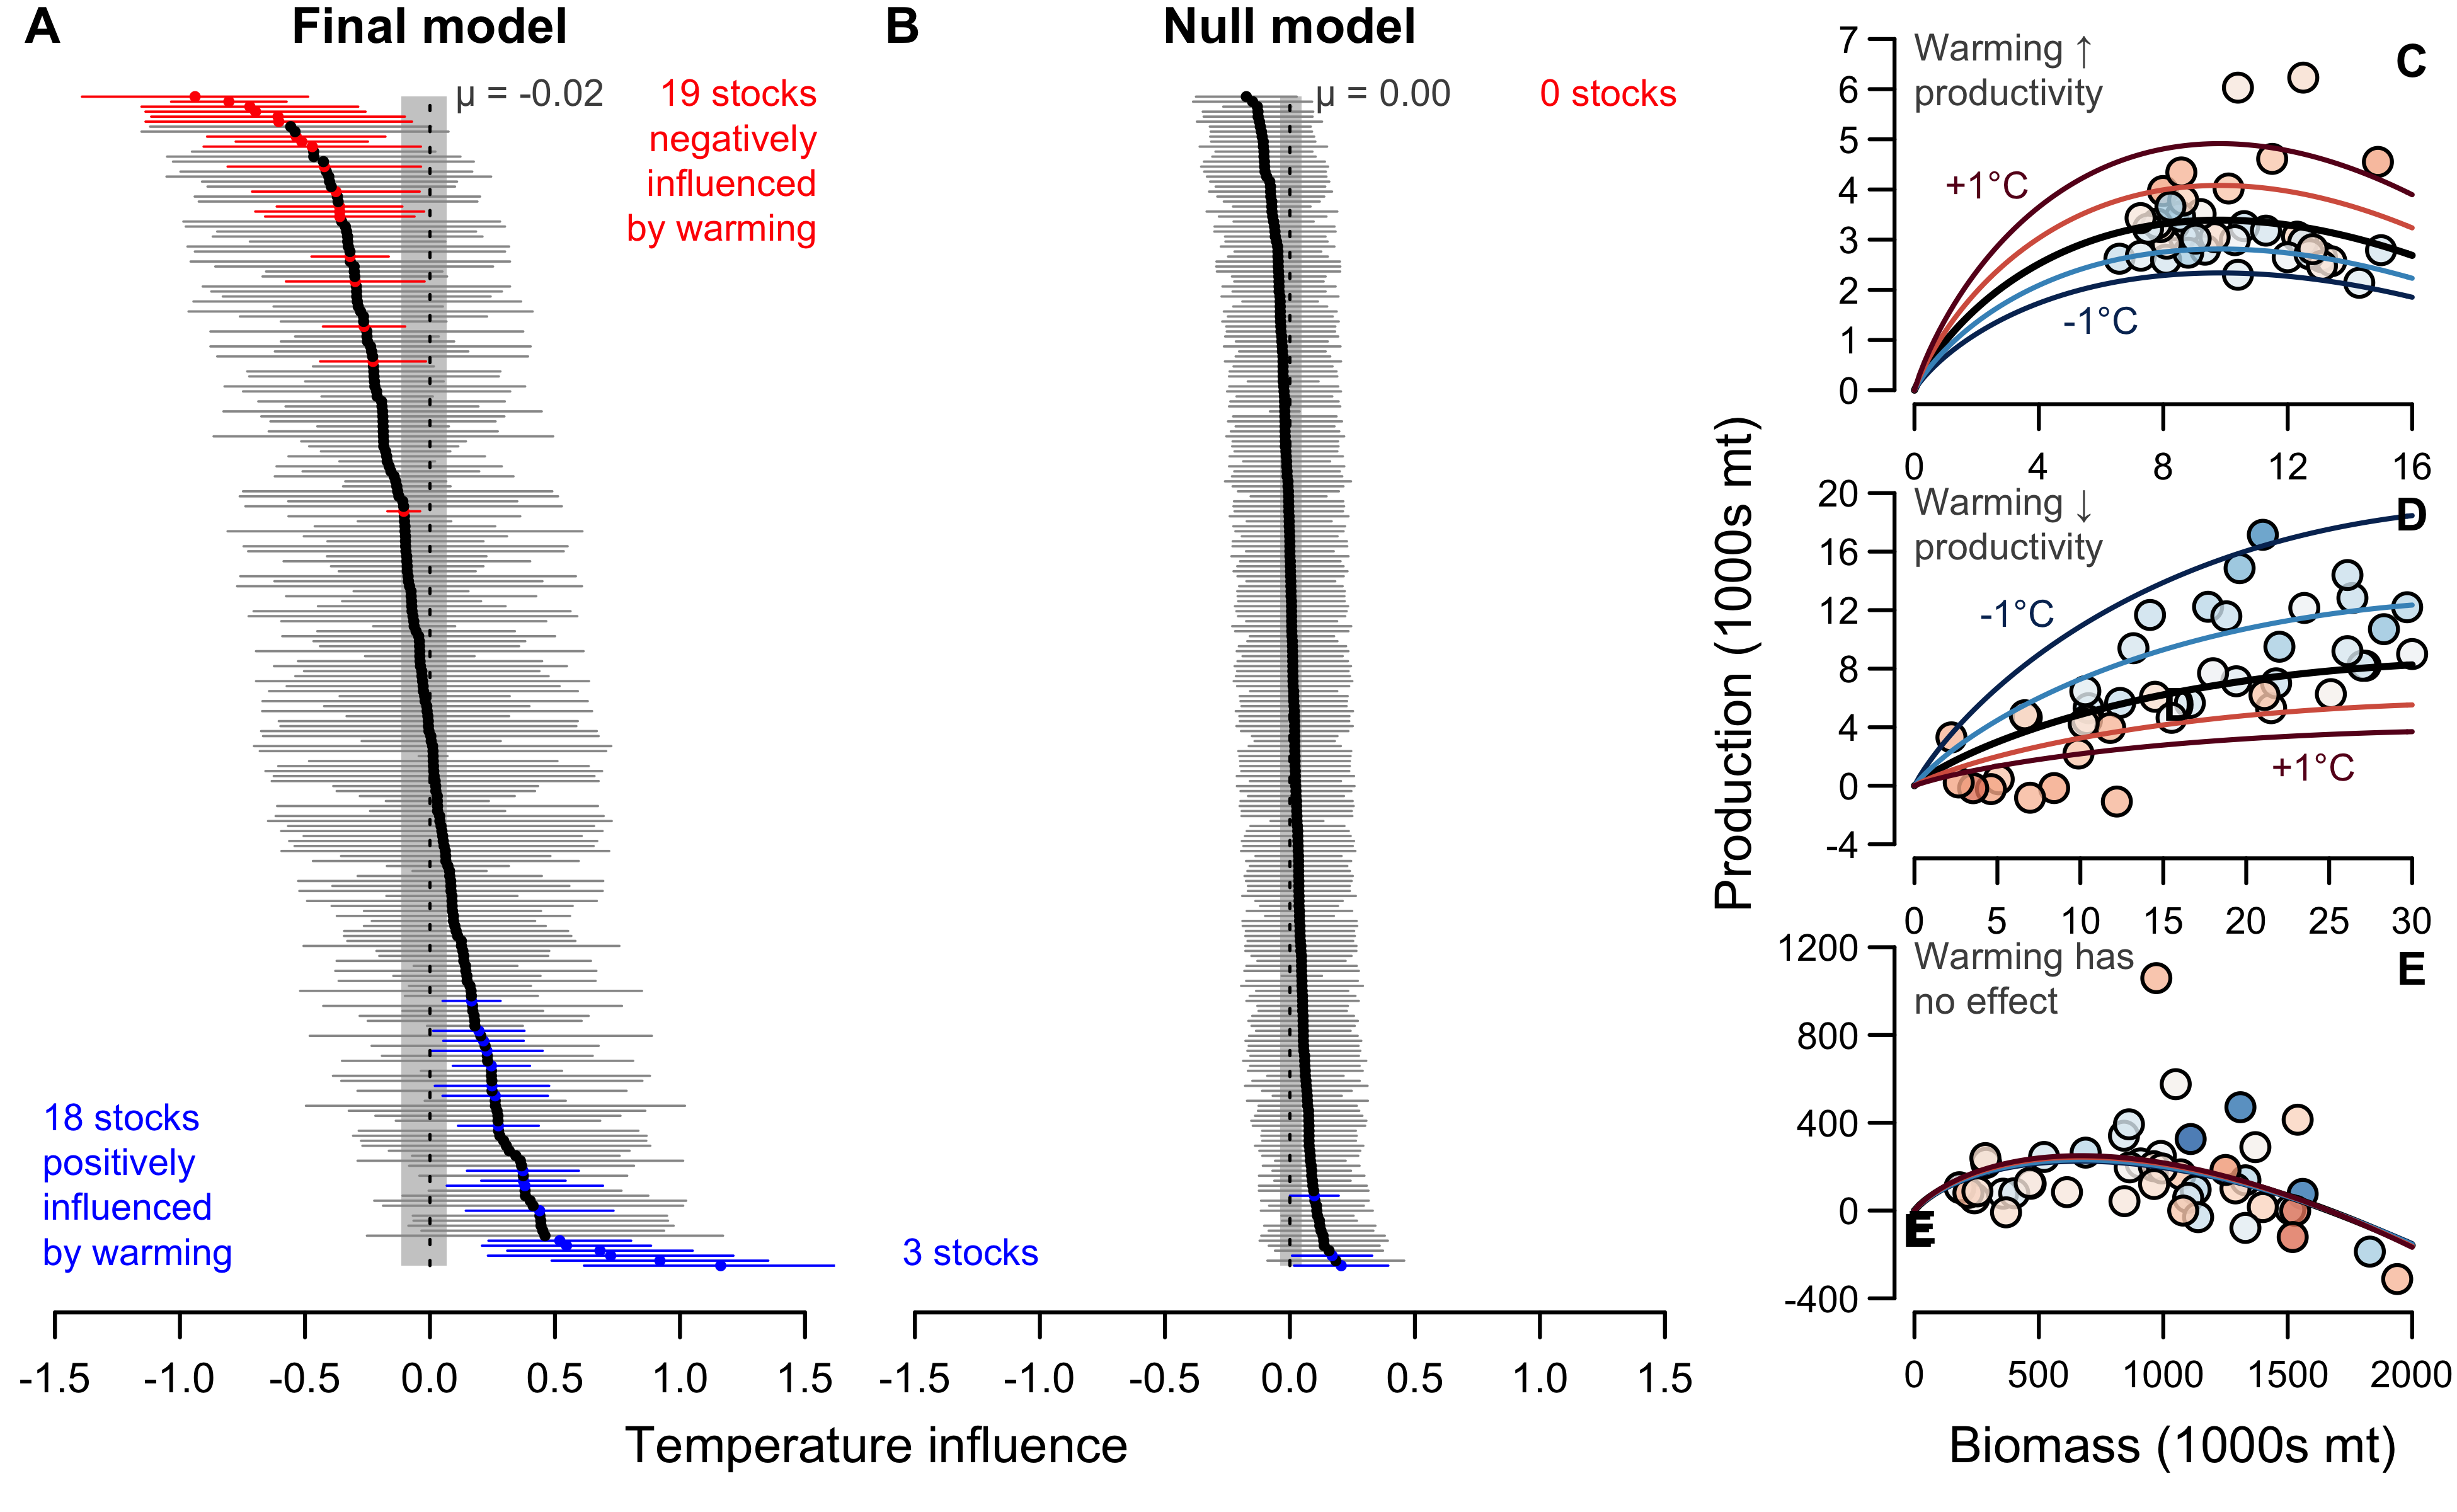 A
Final model
μ = -0.02
19 stocks
negatively
influenced
by warming
18 stocks
positively
influenced
by warming
-1.5
-1.0
-0.5
0.0
0.5
1.0
1.5
B
Null model
μ = 0.00
0 stocks
3 stocks
-1.5
-1.0
-0.5
0.0
0.5
1.0
1.5
Temperature influence
Production (1000s mt)
C
Warming ↑
productivity
+1°C
-1°C
7
6
5
4
3
2
1
0
0
4
8
12
16
D
Warming ↓
productivity
-1°C
+1°C
D
20
16
12
8
4
0
-4
0
5
10
15
20
25
30
E
Warming has
no effect
E
1200
800
400
0
-400
0
500
1000
1500
2000
Biomass (1000s mt)